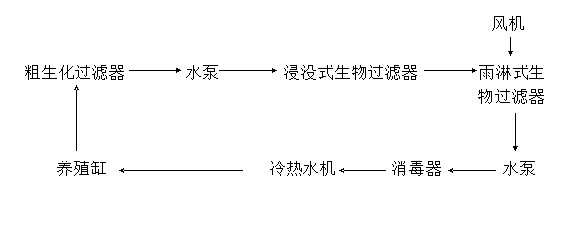 风机
粗生化过滤器
水泵
浸没式生物过滤器
雨淋式生
物过滤器
养殖缸
冷热水机
消毒器
水泵